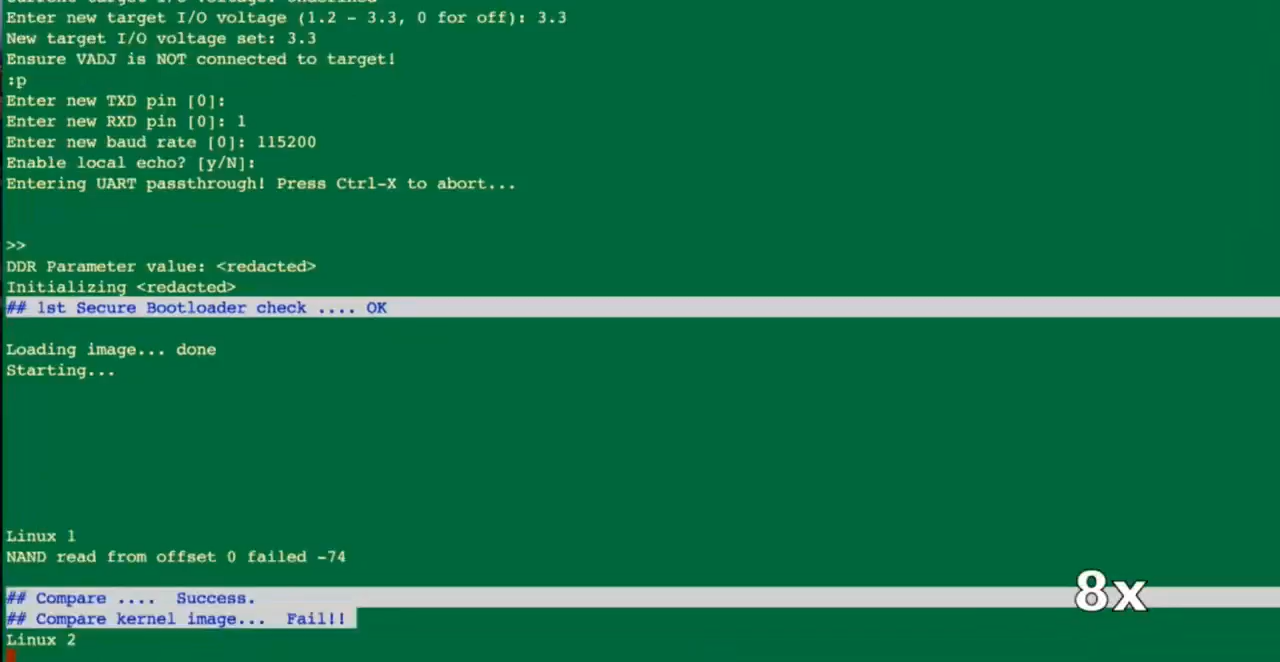 Current target I/O voltage: undefined
Enter new target I/O voltage (1.2 - 3.3, 0 for off): 3.3
New target I/O voltage set: 3.3
Ensure VADJ is NOT connected to target!
:p
Enter new TXD pin [0]:
Enter new RXD pin [0]: 1
Enter new baud rate [0]: 115200
Enable local echo? [y/N]:
Entering UART passthrough! Press Ctrl-X to abort...
>>
DDR Parameter value: <redacted>
Initializing <redacted>
## 1st Secure Bootloader check .... OK
Loading image... done
Starting...
Linux 1
NAND read from offset 0 failed -74
## Compare ....  Success.
## Compare kernel image...  Fail!!
Linux 2
8x